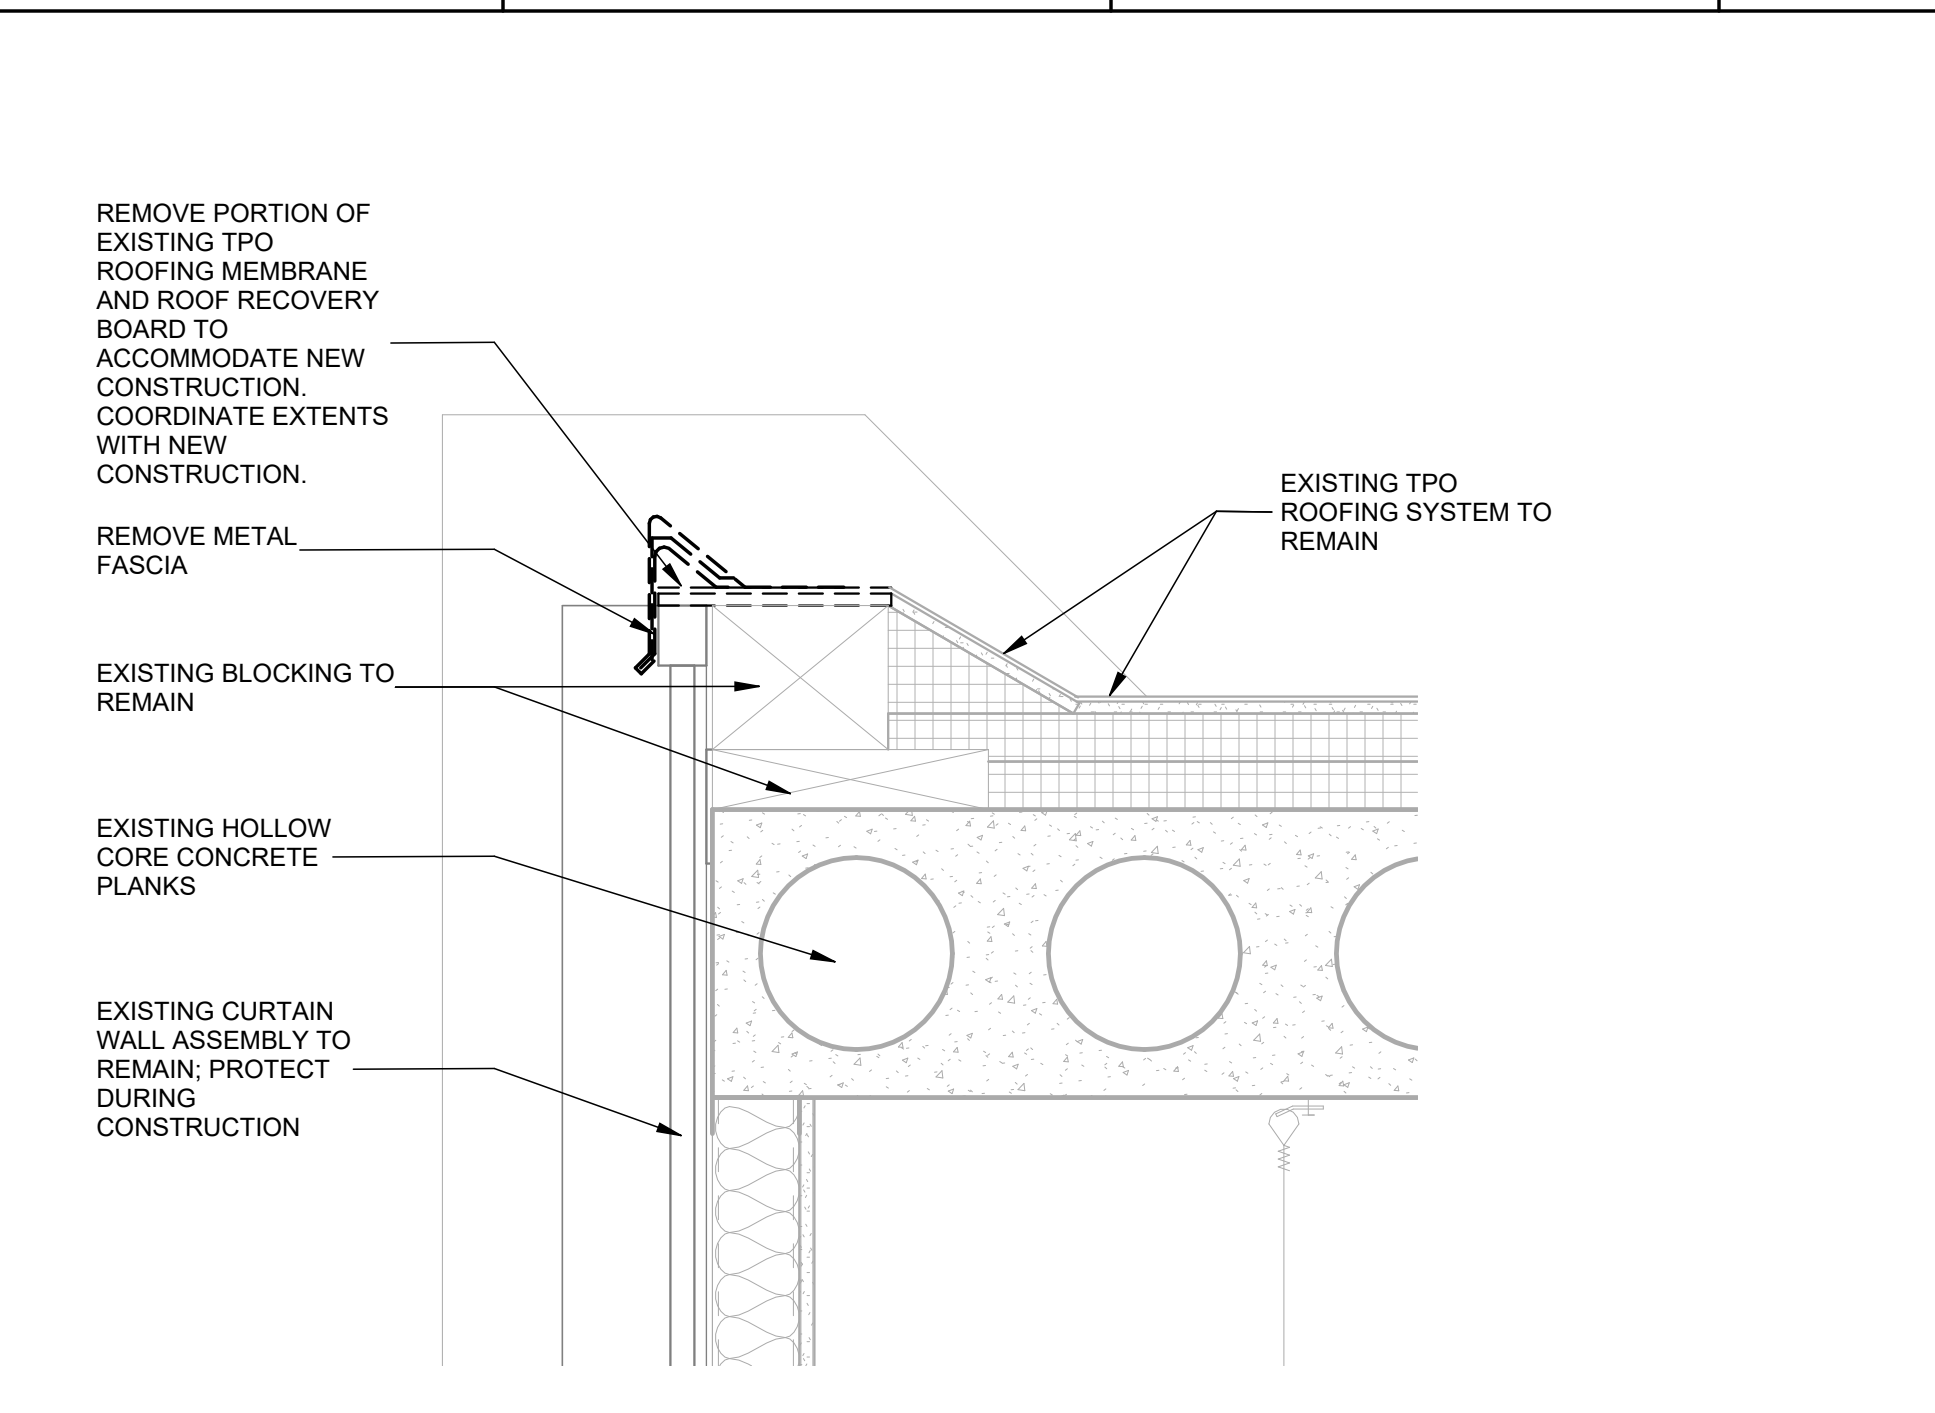 REMOVE PORTION OF
EXISTING TPO
ROOFING MEMBRANE
AND ROOF RECOVERY
BOARD TO
ACCOMMODATE NEW
CONSTRUCTION.
COORDINATE EXTENTS
WITH NEW
CONSTRUCTION.
REMOVE METAL
FASCIA
EXISTING BLOCKING TO
REMAIN
EXISTING HOLLOW
CORE CONCRETE
PLANKS
EXISTING CURTAIN
WALL ASSEMBLY TO
REMAIN; PROTECT
DURING
CONSTRUCTION
EXISTING TPO
ROOFING SYSTEM TO
REMAIN